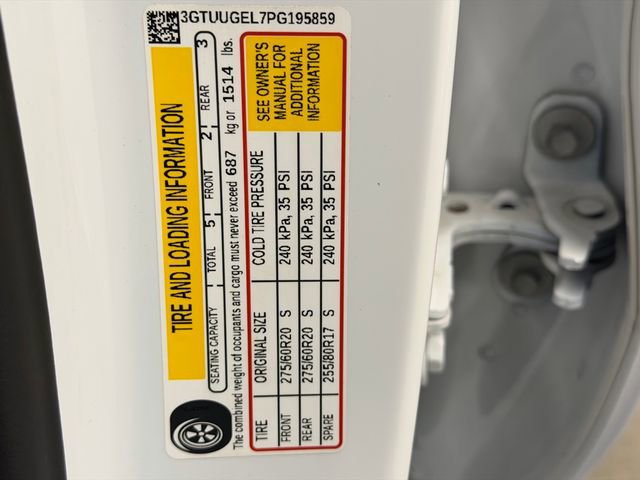 3GTUUGEL7PG195859
TIRE AND LOADING INFORMATION
SEATING CAPACITY TOTAL 5 FRONT 2 REAR 3
The combined weight of occupants and cargo must never exceed 687 kg or 1514 lbs.
TIRE ORIGINAL SIZE COLD TIRE PRESSURE
FRONT 275/60R20 S 240 kPa, 35 PSI
REAR 275/60R20 S 240 kPa, 35 PSI
SPARE 255/80R17 S 240 kPa, 35 PSI
SEE OWNER'S
MANUAL FOR
ADDITIONAL
INFORMATION